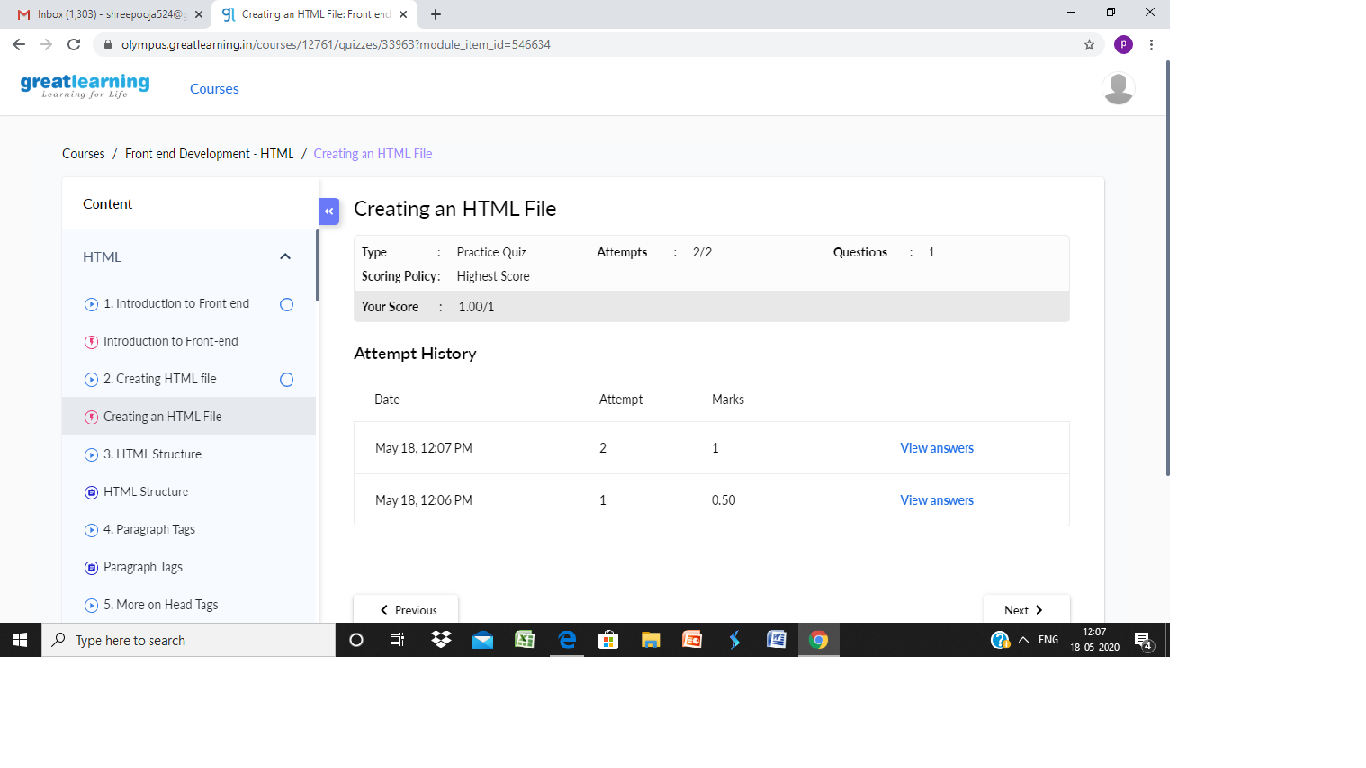 Inbox (1,303) - shreepooja524@g
Creating an HTML File: Front end
olympus.greatlearning.in/courses/12761/quizzes/33963?module_item_id=546634
P
greatlearning
Learning for Life
Courses
Courses / Front end Development - HTML / Creating an HTML File
Content
HTML
1. Introduction to Front end
Introduction to Front-end
2. Creating HTML file
Creating an HTML File
3. HTML Structure
HTML Structure
4. Paragraph Tags
Paragraph Tags
5. More on Head Tags
Creating an HTML File
Type : Practice Quiz Attempts : 2/2 Questions : 1
Scoring Policy: Highest Score
Your Score : 1.00/1
Attempt History
Date Attempt Marks
May 18, 12:07 PM 2 1 View answers
May 18, 12:06 PM 1 0.50 View answers
Previous Next
Type here to search
ENG
12:07
18-05-2020
4